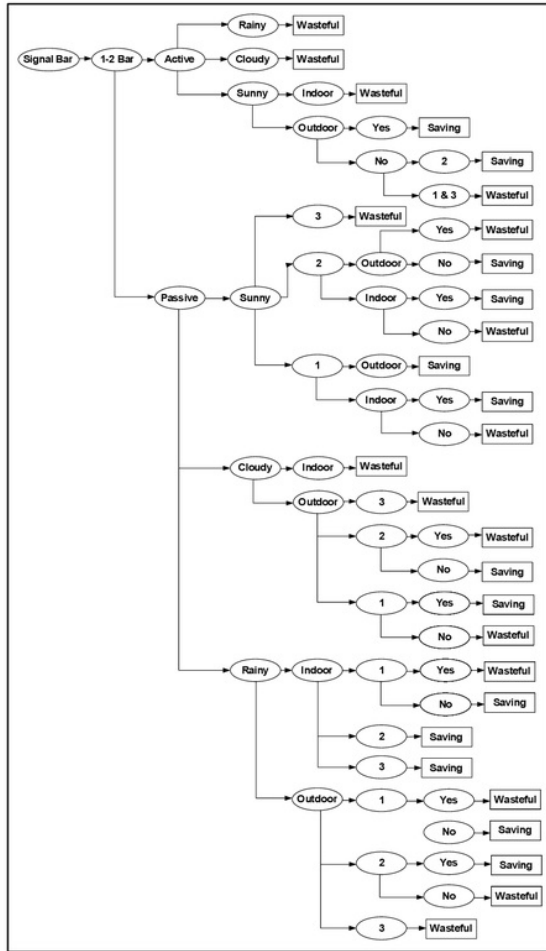 Rainy Wasteful
Signal Bar 1-2 Bar Active Cloudy Wasteful
Sunny Indoor Wasteful
Outdoor Yes Saving
No 2 Saving
1 & 3 Wasteful
3 Wasteful
Yes Wasteful
2 Outdoor No Saving
Passive Sunny Indoor Yes Saving
No Wasteful
1 Outdoor Saving
Indoor Yes Saving
No Wasteful
Cloudy Indoor Wasteful
Outdoor 3 Wasteful
2 Yes Wasteful
No Saving
1 Yes Saving
No Wasteful
Rainy Indoor 1 Yes Wasteful
No Saving
2 Saving
3 Saving
Outdoor 1 Yes Wasteful
No Saving
2 Yes Saving
No Wasteful
3 Wasteful